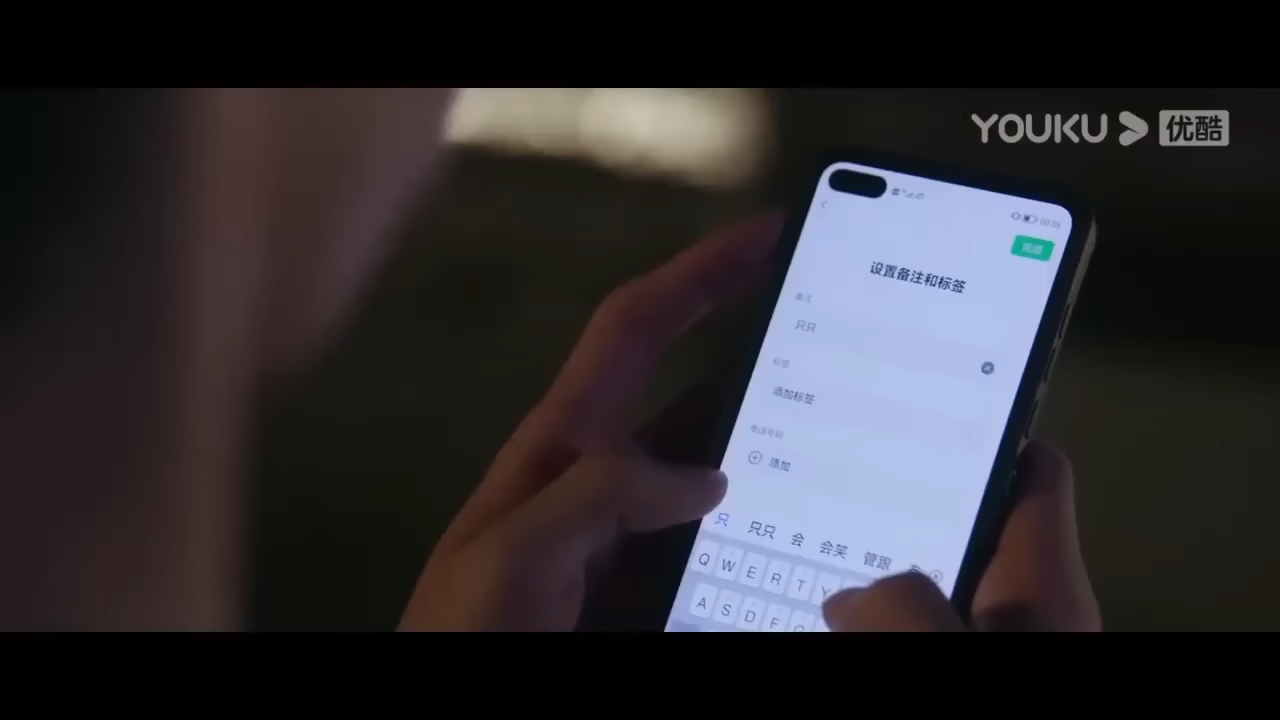 YOUKU 优酷
完成
设置备注和标签
备注
只只
标签
添加标签
电话号码
添加
只 只只 会 会笑 管跟
Q W E R T Y
A S D F G